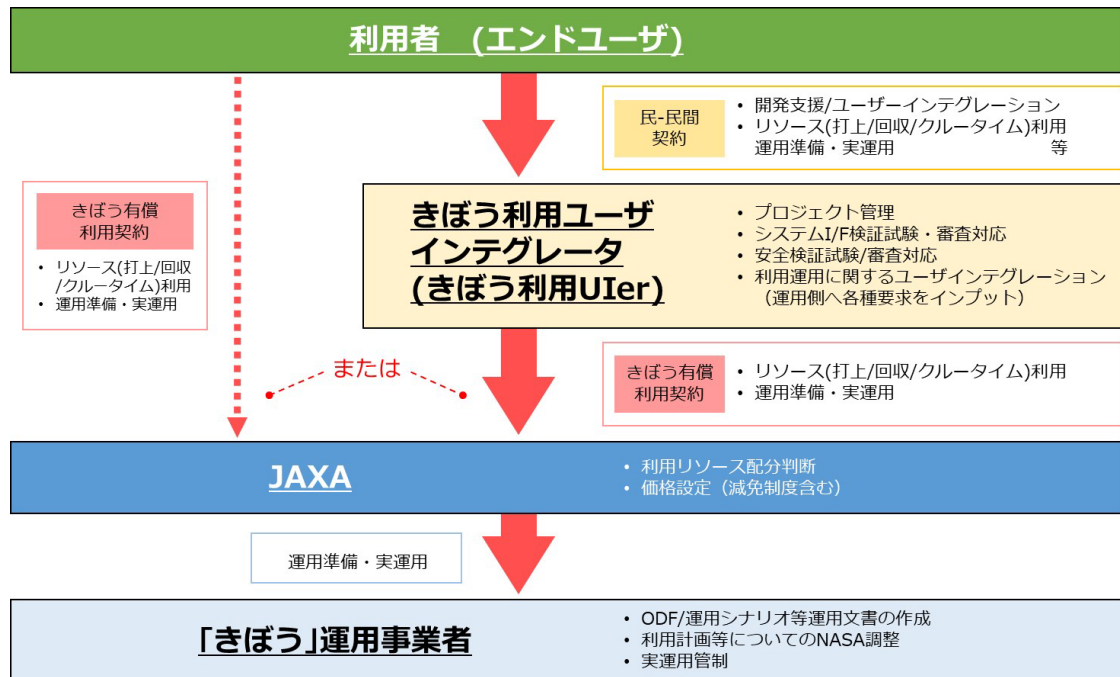 利用者 (エンドユーザ)
民-民間
契約
• 開発支援/ユーザーインテグレーション
• リソース(打上/回収/クルータイム)利用
運用準備・実運用 等
きぼう有償
利用契約
• リソース(打上/回収
/クルータイム)利用
• 運用準備・実運用
きぼう利用ユーザ
インテグレータ
(きぼう利用UIer)
• プロジェクト管理
• システムI/F検証試験・審査対応
• 安全検証試験/審査対応
• 利用運用に関するユーザインテグレーション
(運用側へ各種要求をインプット)
または
きぼう有償
利用契約
• リソース(打上/回収/クルータイム)利用
• 運用準備・実運用
JAXA
• 利用リソース配分判断
• 価格設定(減免制度含む)
運用準備・実運用
「きぼう」運用事業者
• ODF/運用シナリオ等運用文書の作成
• 利用計画等についてのNASA調整
• 実運用管制